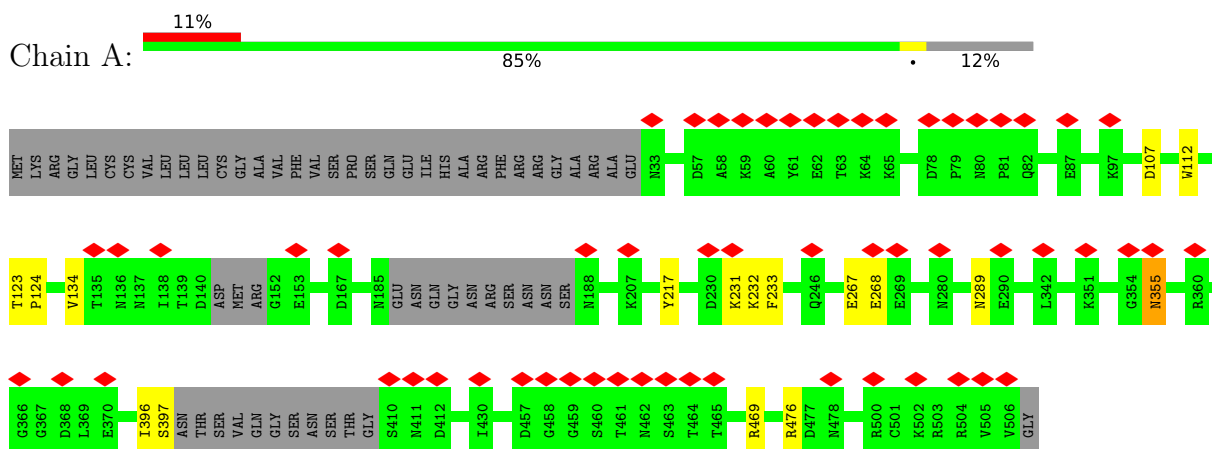 11%
Chain A:
85%
•
12%
MET LYS ARG GLY LEU CYS CYS VAL LEU LEU LEU CYS GLY ALA VAL PHE VAL SER PRO SER GLN GLU ILE HIS ALA ARG PHE ARG ARG GLY ALA ARG ALA GLU N33 D57 A58 K59 A60 Y61 E62 T63 K64 K65 D78 P79 N80 P81 Q82 E87 K97 D107 W112
T123 P124 V134 T135 N136 N137 I138 T139 D140 ASP MET ARG G152 E153 D167 N185 GLU ASN GLN GLY ASN ARG SER ASN ASN SER N188 K207 Y217 D230 K231 K232 F233 Q246 E267 E268 E269 N280 N289 E290 L342 K351 G354 N355 R360
G366 G367 D368 L369 E370 I396 S397 ASN THR SER VAL GLN GLY SER ASN SER THR GLY S410 N411 D412 I430 D457 G458 G459 S460 T461 N462 S463 T464 T465 R469 R476 D477 N478 R500 C501 K502 R503 R504 V505 V506 GLY